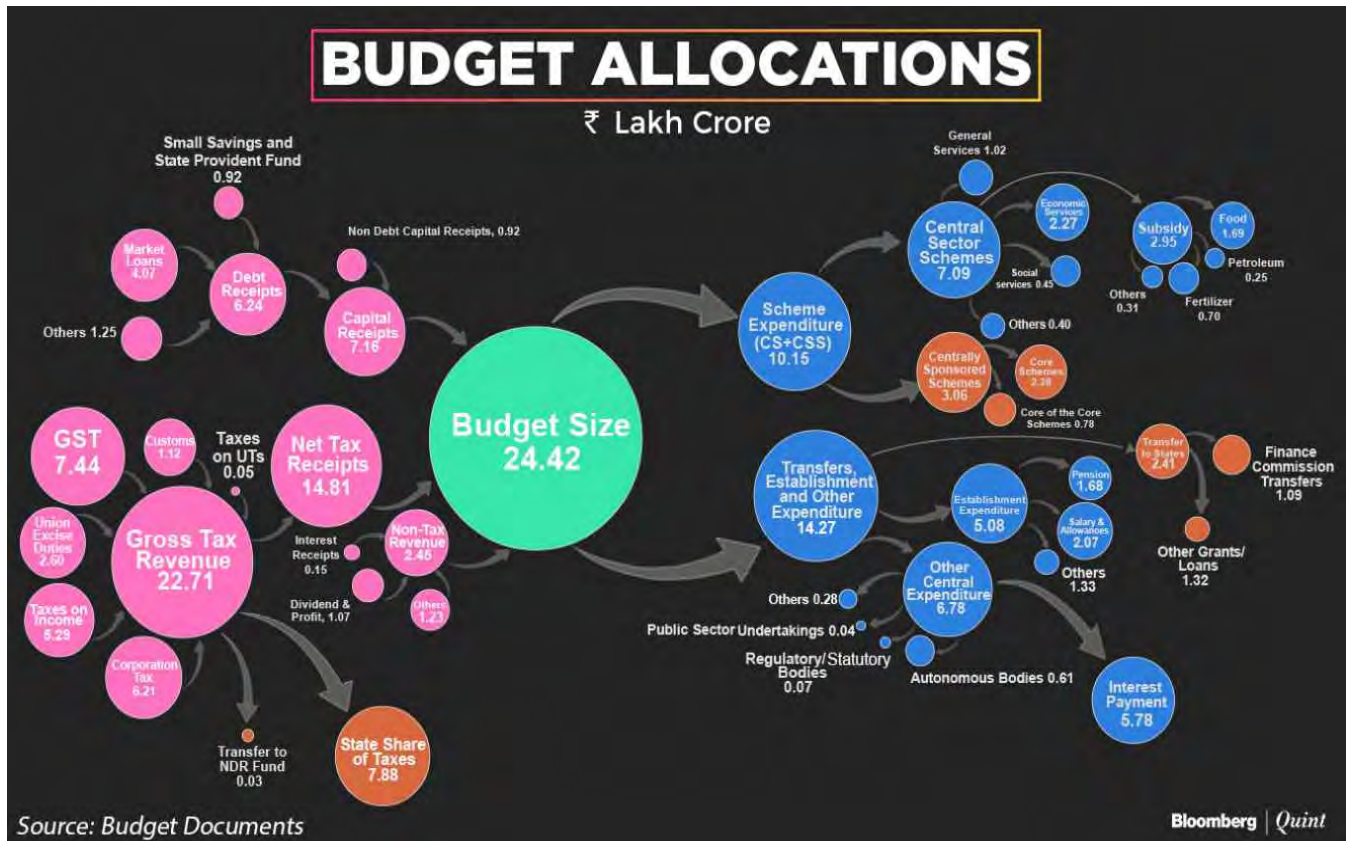 BUDGET ALLOCATIONS
₹ Lakh Crore
Small Savings and
State Provident Fund
0.92
Market
Loans
4.07
Others 1.25
Debt
Receipts
6.24
Non Debt Capital Receipts, 0.92
Capital
Receipts
7.16
GST
7.44
Customs
1.12
Taxes
on UTs
0.05
Union
Excise
Duties
2.60
Taxes on
Income
5.29
Corporation
Tax
6.21
Gross Tax
Revenue
22.71
Net Tax
Receipts
14.81
Interest
Receipts
0.15
Dividend &
Profit, 1.07
Non-Tax
Revenue
2.45
Others
1.23
Transfer to
NDR Fund
0.03
State Share
of Taxes
7.88
Budget Size
24.42
Scheme
Expenditure
(CS+CSS)
10.15
General
Services 1.02
Central
Sector
Schemes
7.09
Economic
Services
2.27
Social
services 0.45
Others 0.40
Subsidy
2.95
Food
1.69
Petroleum
0.25
Fertilizer
0.70
Others
0.31
Centrally
Sponsored
Schemes
3.06
Core
Schemes
2.28
Core of the Core
Schemes 0.78
Transfers,
Establishment
and Other
Expenditure
14.27
Transfer
to States
2.41
Finance
Commission
Transfers
1.09
Other Grants/
Loans
1.32
Establishment
Expenditure
5.08
Pension
1.68
Salary &
Allowances
2.07
Others
1.33
Other
Central
Expenditure
6.78
Others 0.28
Public Sector Undertakings 0.04
Regulatory/Statutory
Bodies
0.07
Autonomous Bodies 0.61
Interest
Payment
5.78
Source: Budget Documents
Bloomberg | Quint